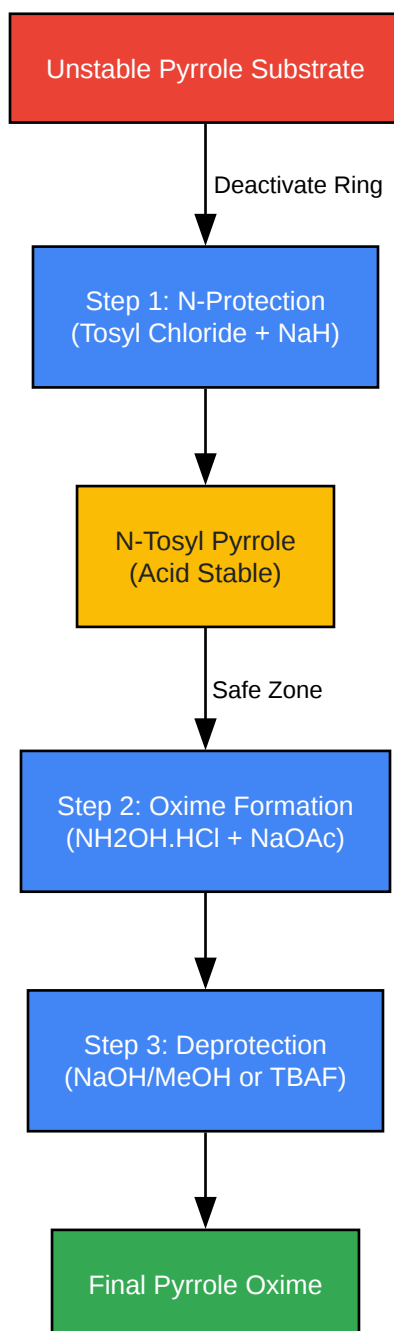 Unstable Pyrrole Substrate
Deactivate Ring
Step 1: N-Protection
(Tosyl Chloride + NaH)
N-Tosyl Pyrrole
(Acid Stable)
Safe Zone
Step 2: Oxime Formation
(NH2OH.HCl + NaOAc)
Step 3: Deprotection
(NaOH/MeOH or TBAF)
Final Pyrrole Oxime